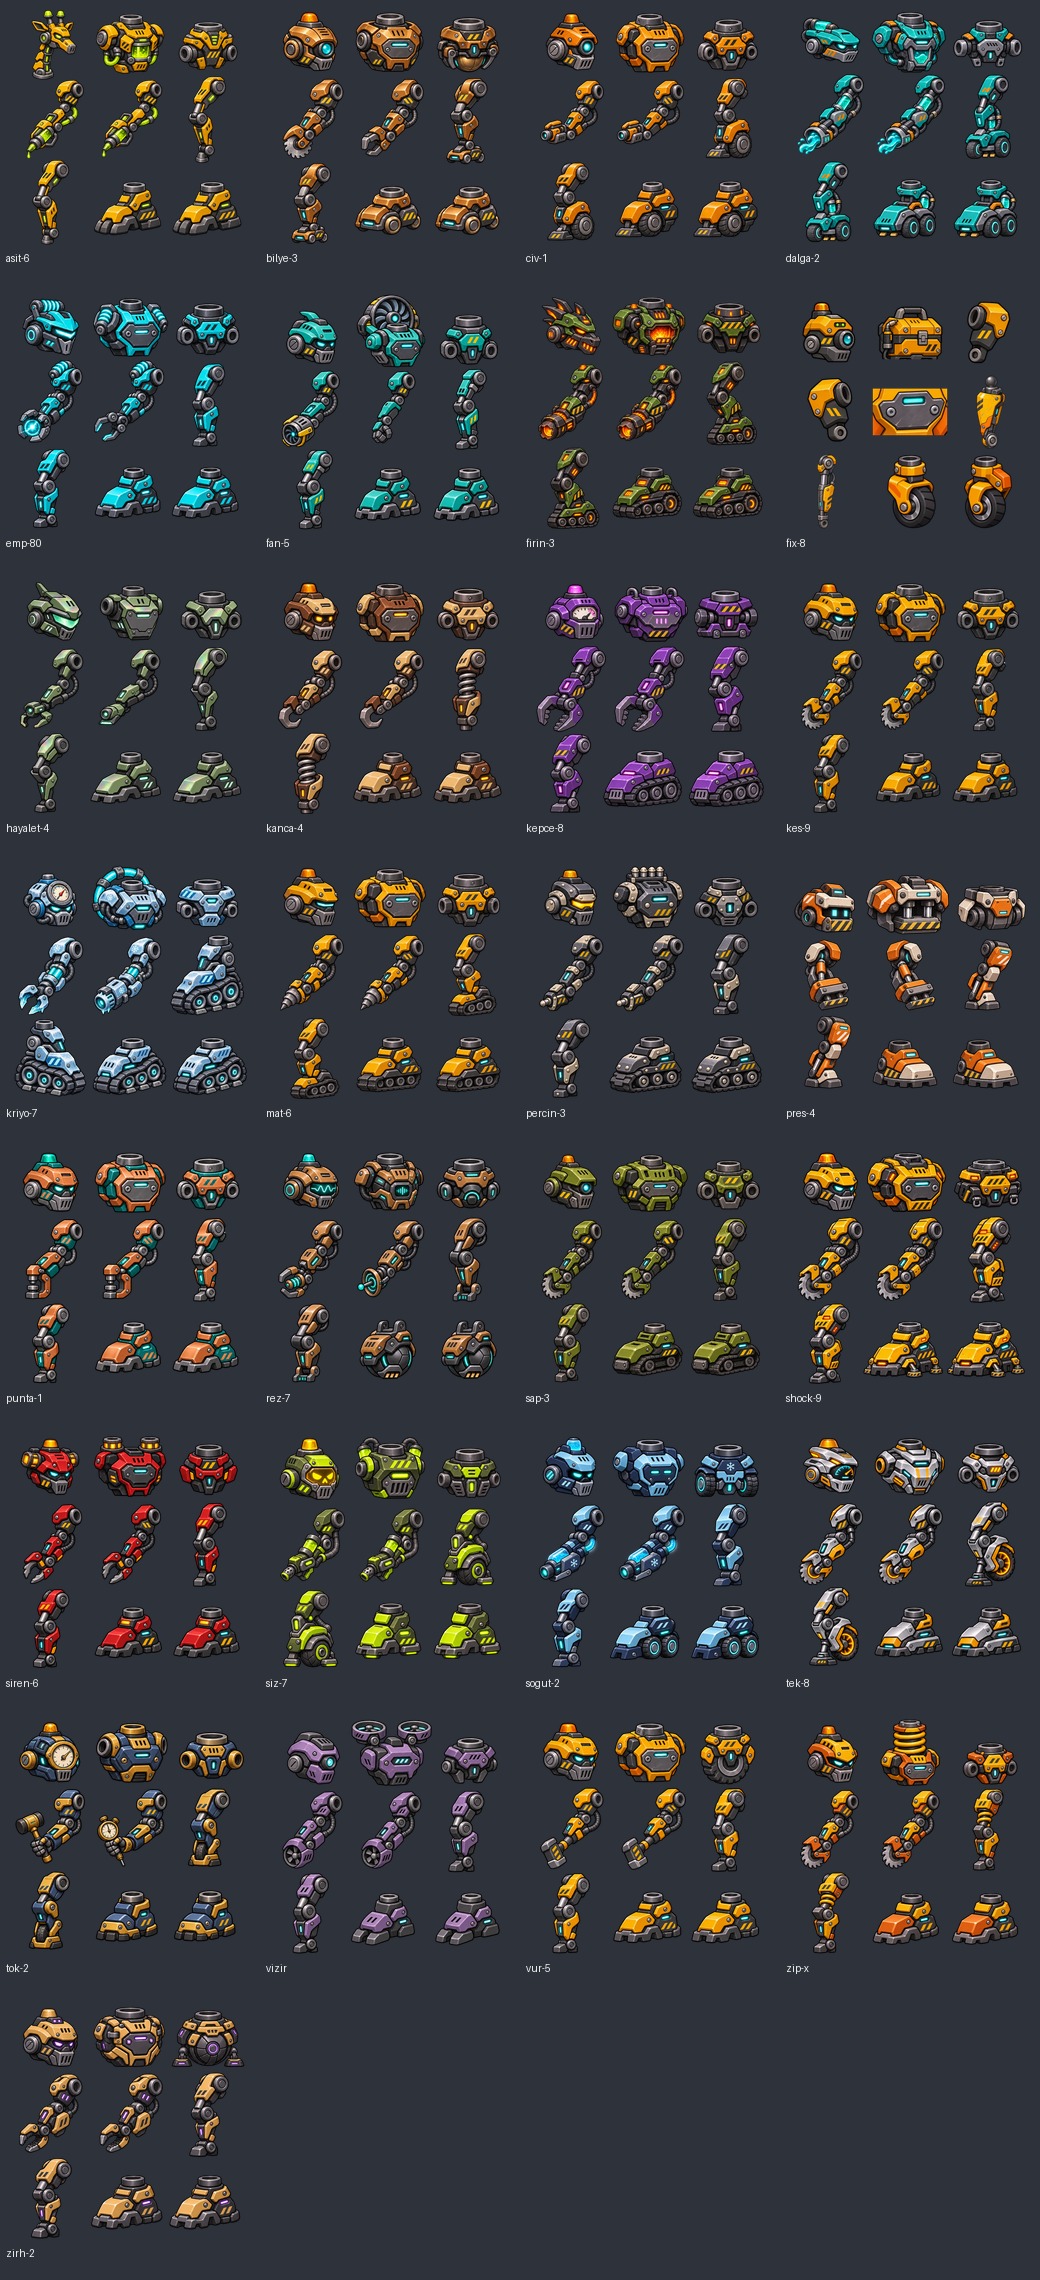 asit-6
bilye-3
civ-1
dalga-2
emp-80
fan-5
firin-3
fix-8
hayalet-4
kanca-4
kepce-8
kes-9
kriyo-7
mat-6
percin-3
pres-4
punta-1
rez-7
sap-3
shock-9
siren-6
siz-7
sogut-2
tek-8
tok-2
vizir
vur-5
zip-x
zirh-2